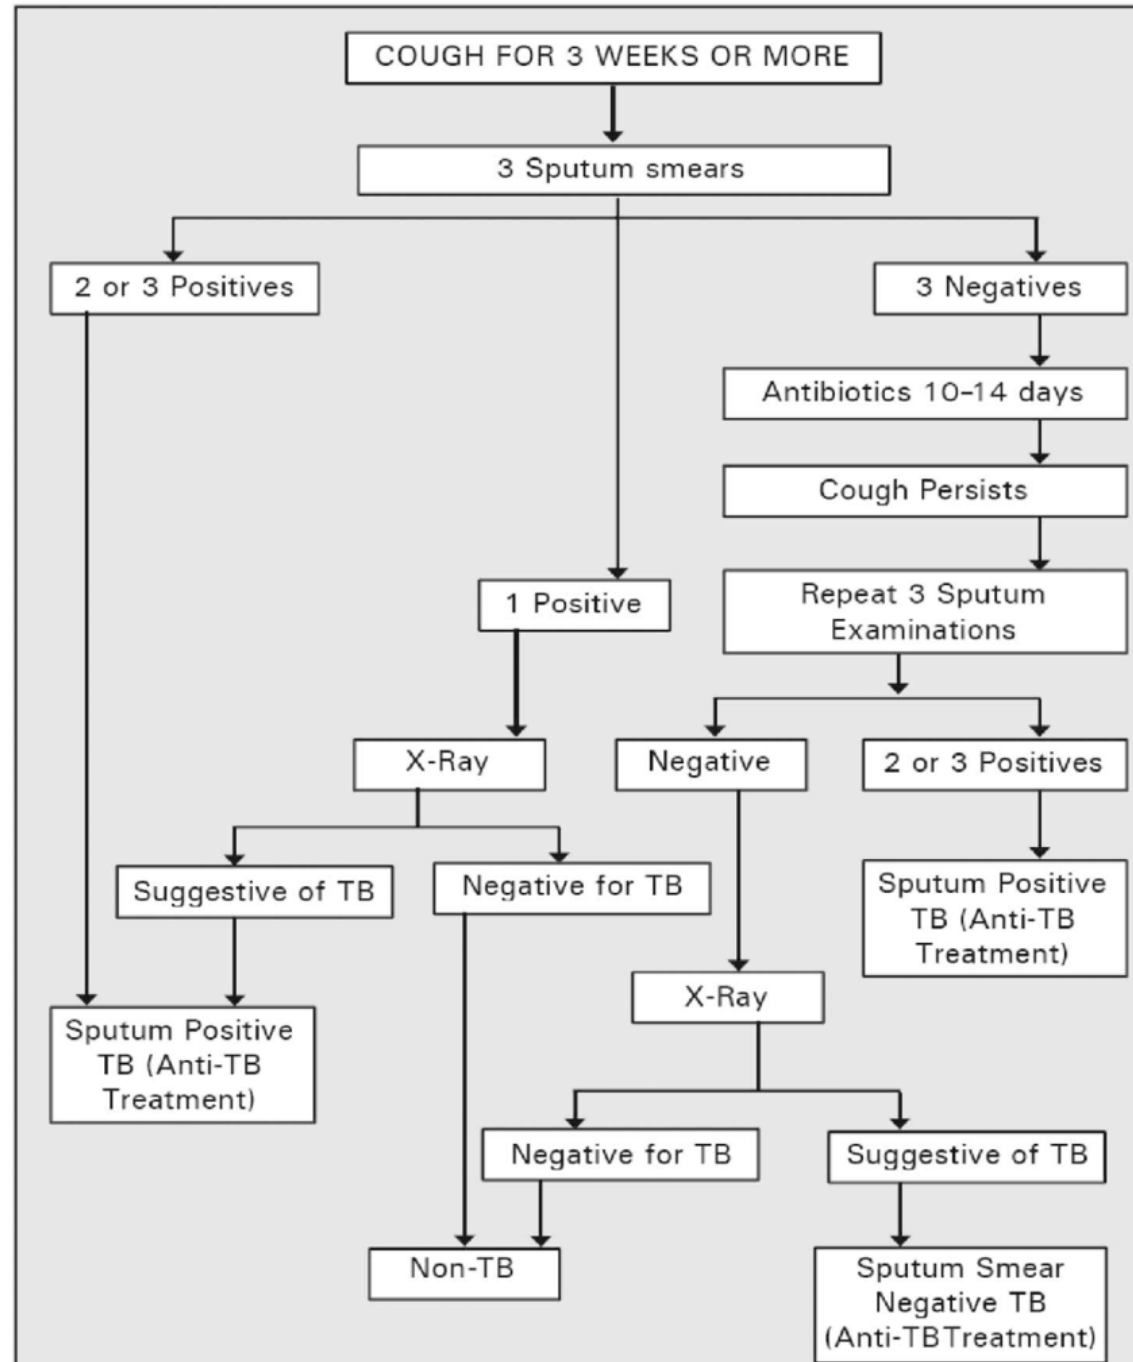 COUGH FOR 3 WEEKS OR MORE
3 Sputum smears
2 or 3 Positives
3 Negatives
Antibiotics 10–14 days
Cough Persists
1 Positive
Repeat 3 Sputum
Examinations
X-Ray
Negative
2 or 3 Positives
Suggestive of TB
Negative for TB
Sputum Positive
TB (Anti-TB
Treatment)
X-Ray
Sputum Positive
TB (Anti-TB
Treatment)
Negative for TB
Suggestive of TB
Non-TB
Sputum Smear
Negative TB
(Anti-TBTreatment)